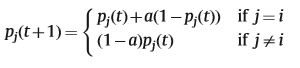 p_j(t+1) = { p_j(t)+a(1−p_j(t)) if j=i
(1−a)p_j(t) if j≠i